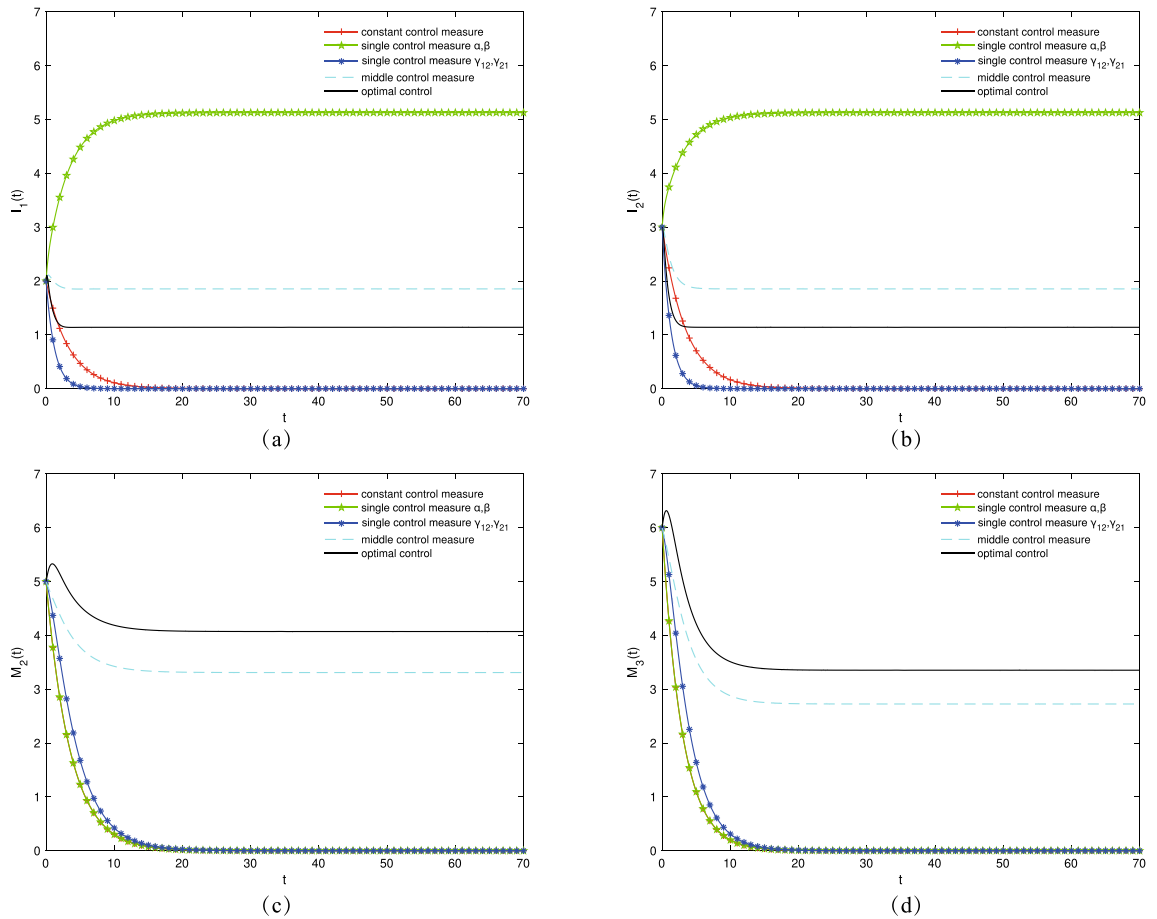 7
6
5
4
3
2
1
0
I₁(t)
constant control measure
single control measure α,β
single control measure γ₁₂,γ₂₁
middle control measure
optimal control
0 10 20 30 40 50 60 70
t
(a)
7
6
5
4
3
2
1
0
I₂(t)
constant control measure
single control measure α,β
single control measure γ₁₂,γ₂₁
middle control measure
optimal control
0 10 20 30 40 50 60 70
t
(b)
7
6
5
4
3
2
1
0
M₂(t)
constant control measure
single control measure α,β
single control measure γ₁₂,γ₂₁
middle control measure
optimal control
0 10 20 30 40 50 60 70
t
(c)
7
6
5
4
3
2
1
0
M₃(t)
constant control measure
single control measure α,β
single control measure γ₁₂,γ₂₁
middle control measure
optimal control
0 10 20 30 40 50 60 70
t
(d)